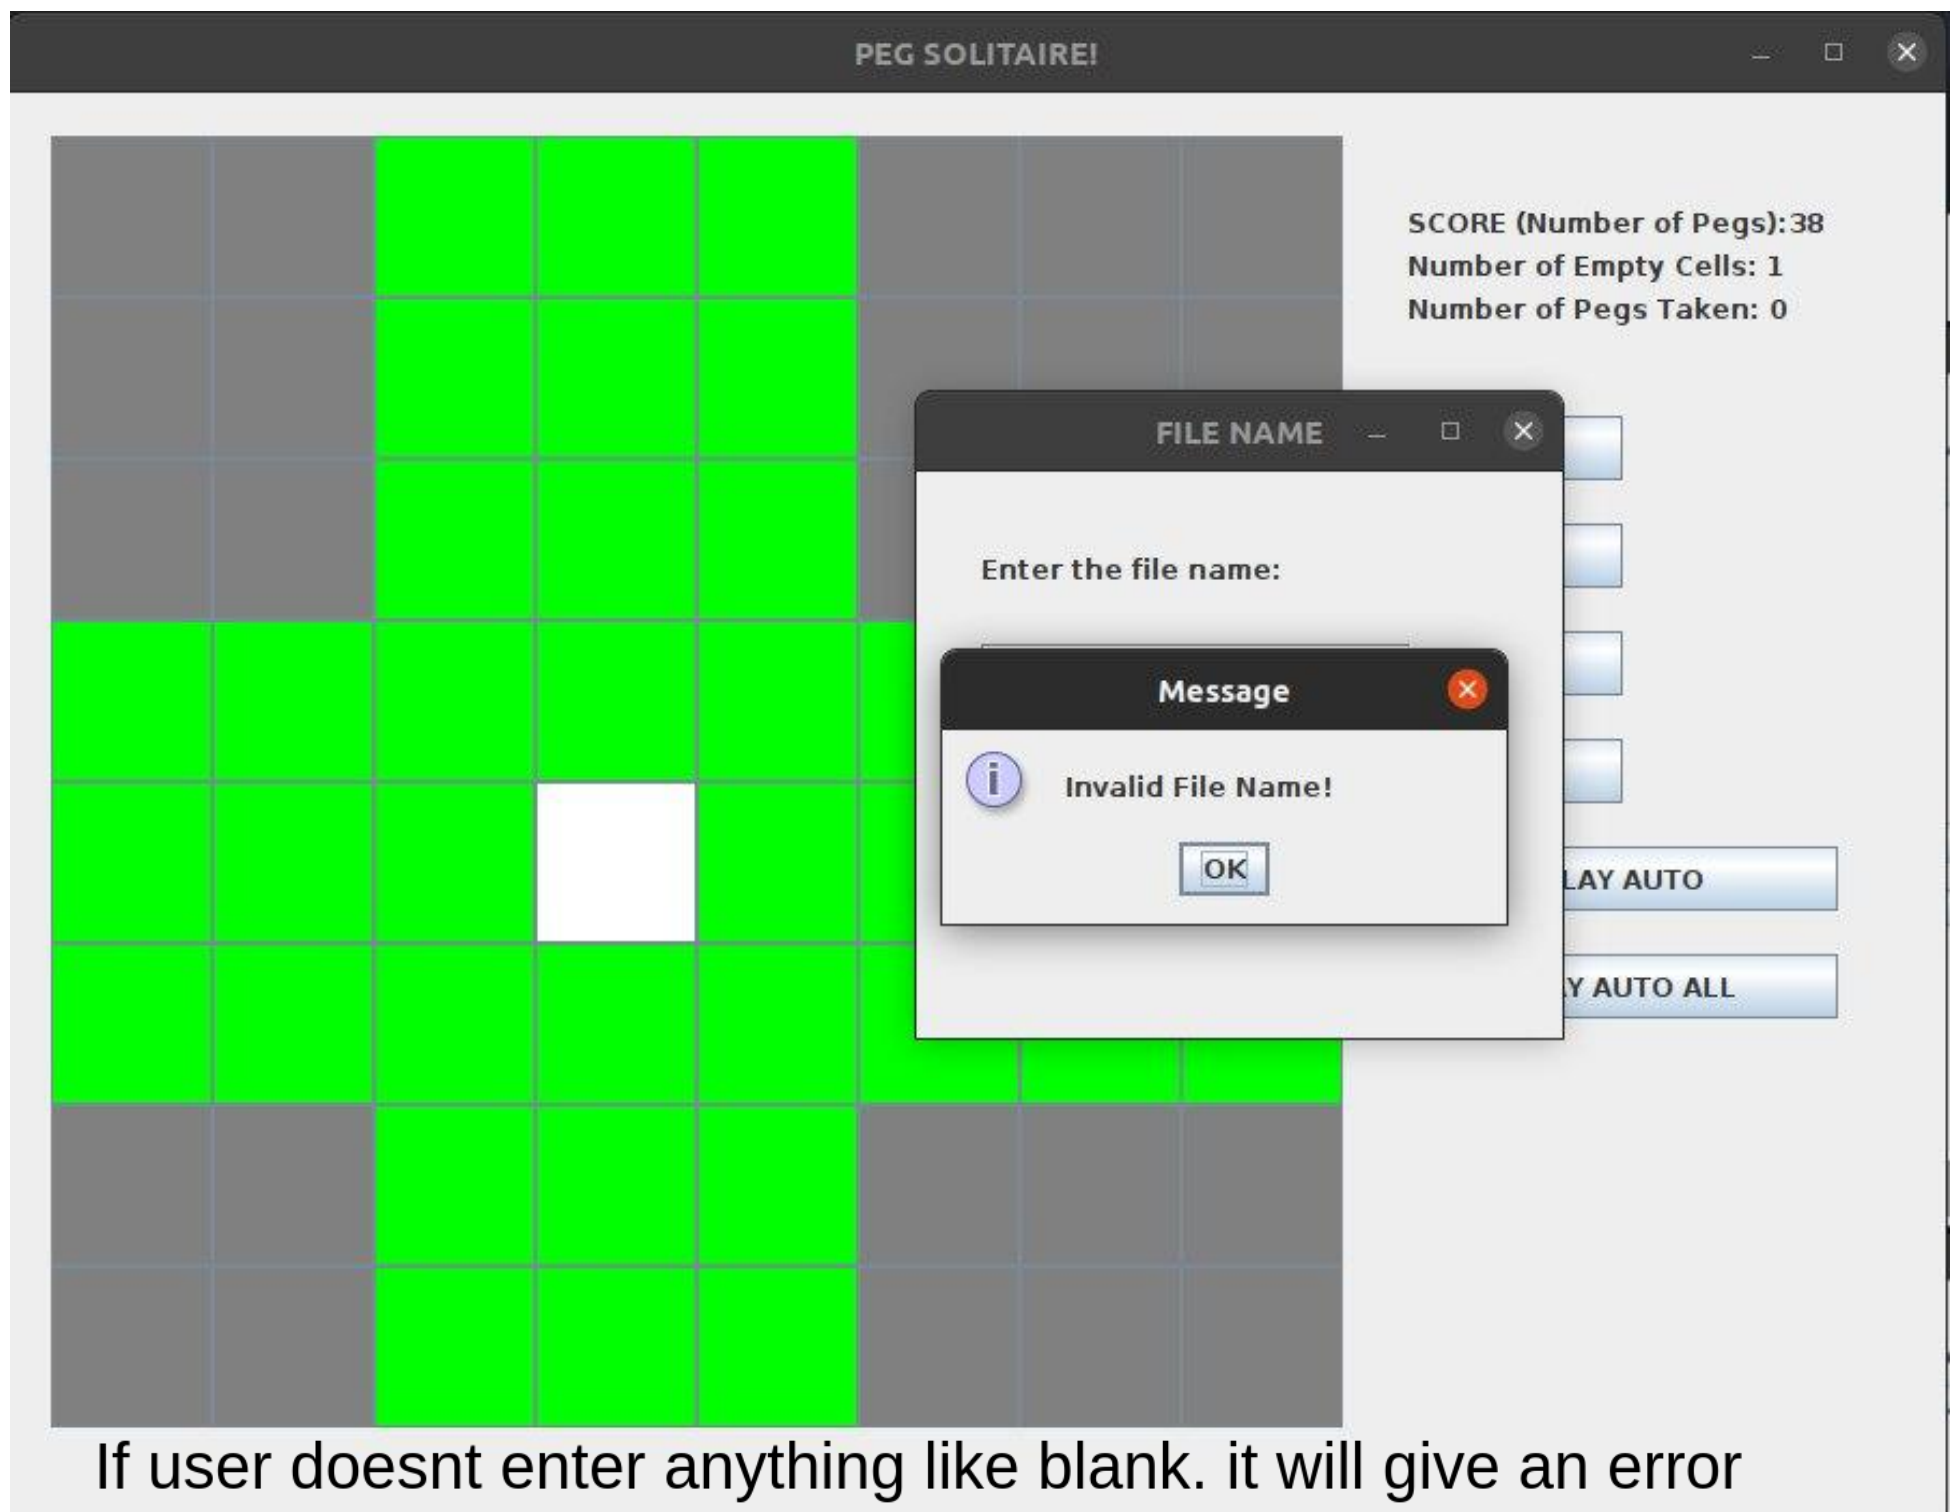 PEG SOLITAIRE!
SCORE (Number of Pegs):38
Number of Empty Cells: 1
Number of Pegs Taken: 0
FILE NAME
Enter the file name:
Message
Invalid File Name!
OK
LAY AUTO
Y AUTO ALL
If user doesnt enter anything like blank. it will give an error